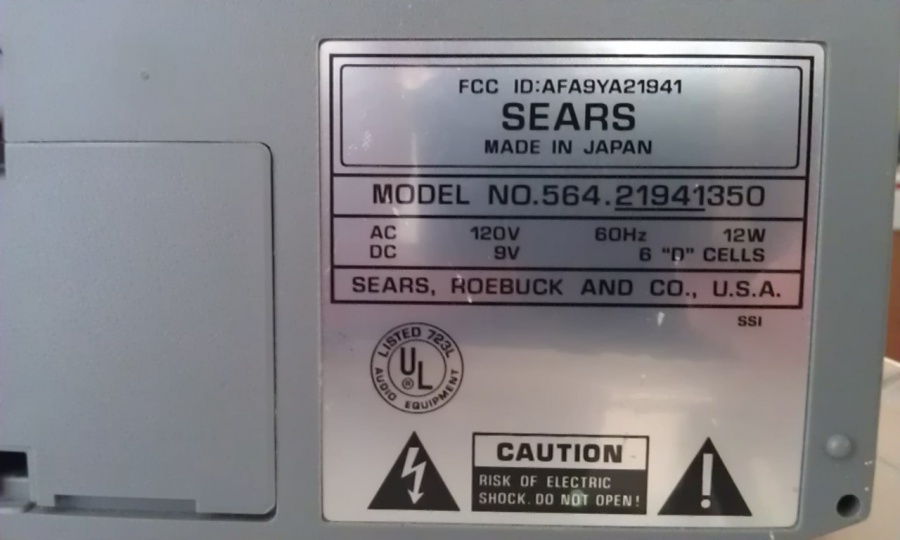 FCC ID:AFA9YA21941
SEARS
MADE IN JAPAN
MODEL NO.564.21941350
AC 120V 60Hz 12W
DC 9V 6 "D" CELLS
SEARS, ROEBUCK AND CO., U.S.A.
SSI
LISTED 723L
UL
®
AUDIO EQUIPMENT
CAUTION
RISK OF ELECTRIC
SHOCK. DO NOT OPEN!